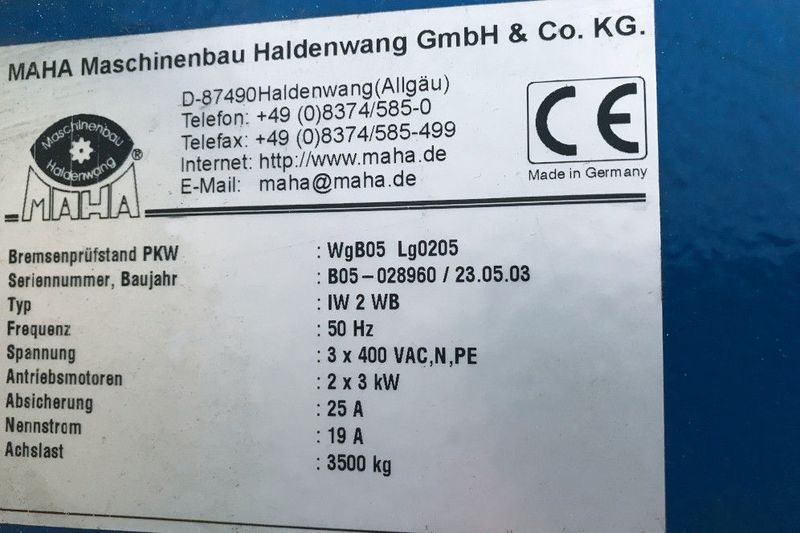 MAHA Maschinenbau Haldenwang GmbH & Co. KG.
D-87490Haldenwang(Allgäu)
Telefon: +49 (0)8374/585-0
Telefax: +49 (0)8374/585-499
Internet: http://www.maha.de
E-Mail: maha@maha.de
Maschinenbau
Haldenwang
MAHA
®
CE
Made in Germany
Bremsenprüfstand PKW : WgB05 Lg0205
Seriennummer, Baujahr : B05-028960 / 23.05.03
Typ : IW 2 WB
Frequenz : 50 Hz
Spannung : 3 x 400 VAC,N,PE
Antriebsmotoren : 2 x 3 kW
Absicherung : 25 A
Nennstrom : 19 A
Achslast : 3500 kg